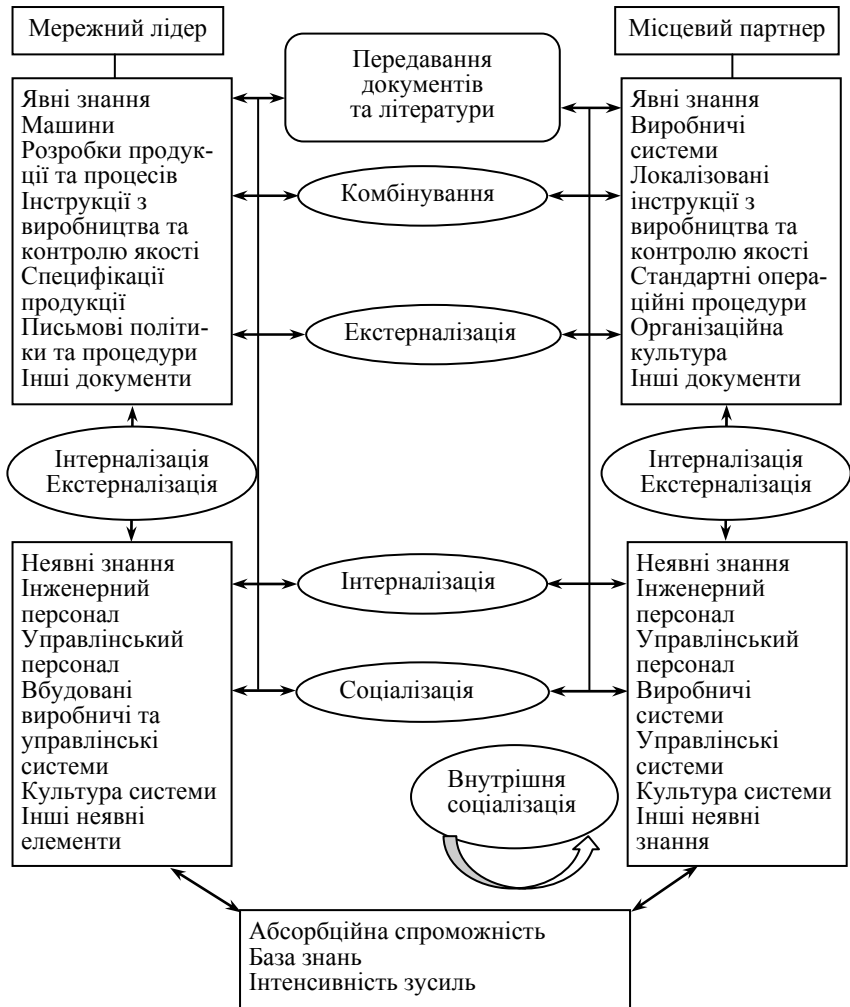 Мережний лідер
Місцевий партнер
Передавання
документів
та літератури
Явні знання
Машини
Розробки продук-
ції та процесів
Інструкції з
виробництва та
контролю якості
Специфікації
продукції
Письмові політи-
ки та процедури
Інші документи
Явні знання
Виробничі
системи
Локалізовані
інструкції з
виробництва та
контролю якості
Стандартні опера-
ційні процедури
Організаційна
культура
Інші документи
Комбінування
Екстерналізація
Інтерналізація
Екстерналізація
Інтерналізація
Екстерналізація
Неявні знання
Інженерний
персонал
Управлінський
персонал
Вбудовані
виробничі та
управлінські
системи
Культура системи
Інші неявні
елементи
Інтерналізація
Соціалізація
Внутрішня
соціалізація
Неявні знання
Інженерний
персонал
Управлінський
персонал
Виробничі
системи
Управлінські
системи
Культура системи
Інші неявні
знання
Абсорбційна спроможність
База знань
Інтенсивність зусиль